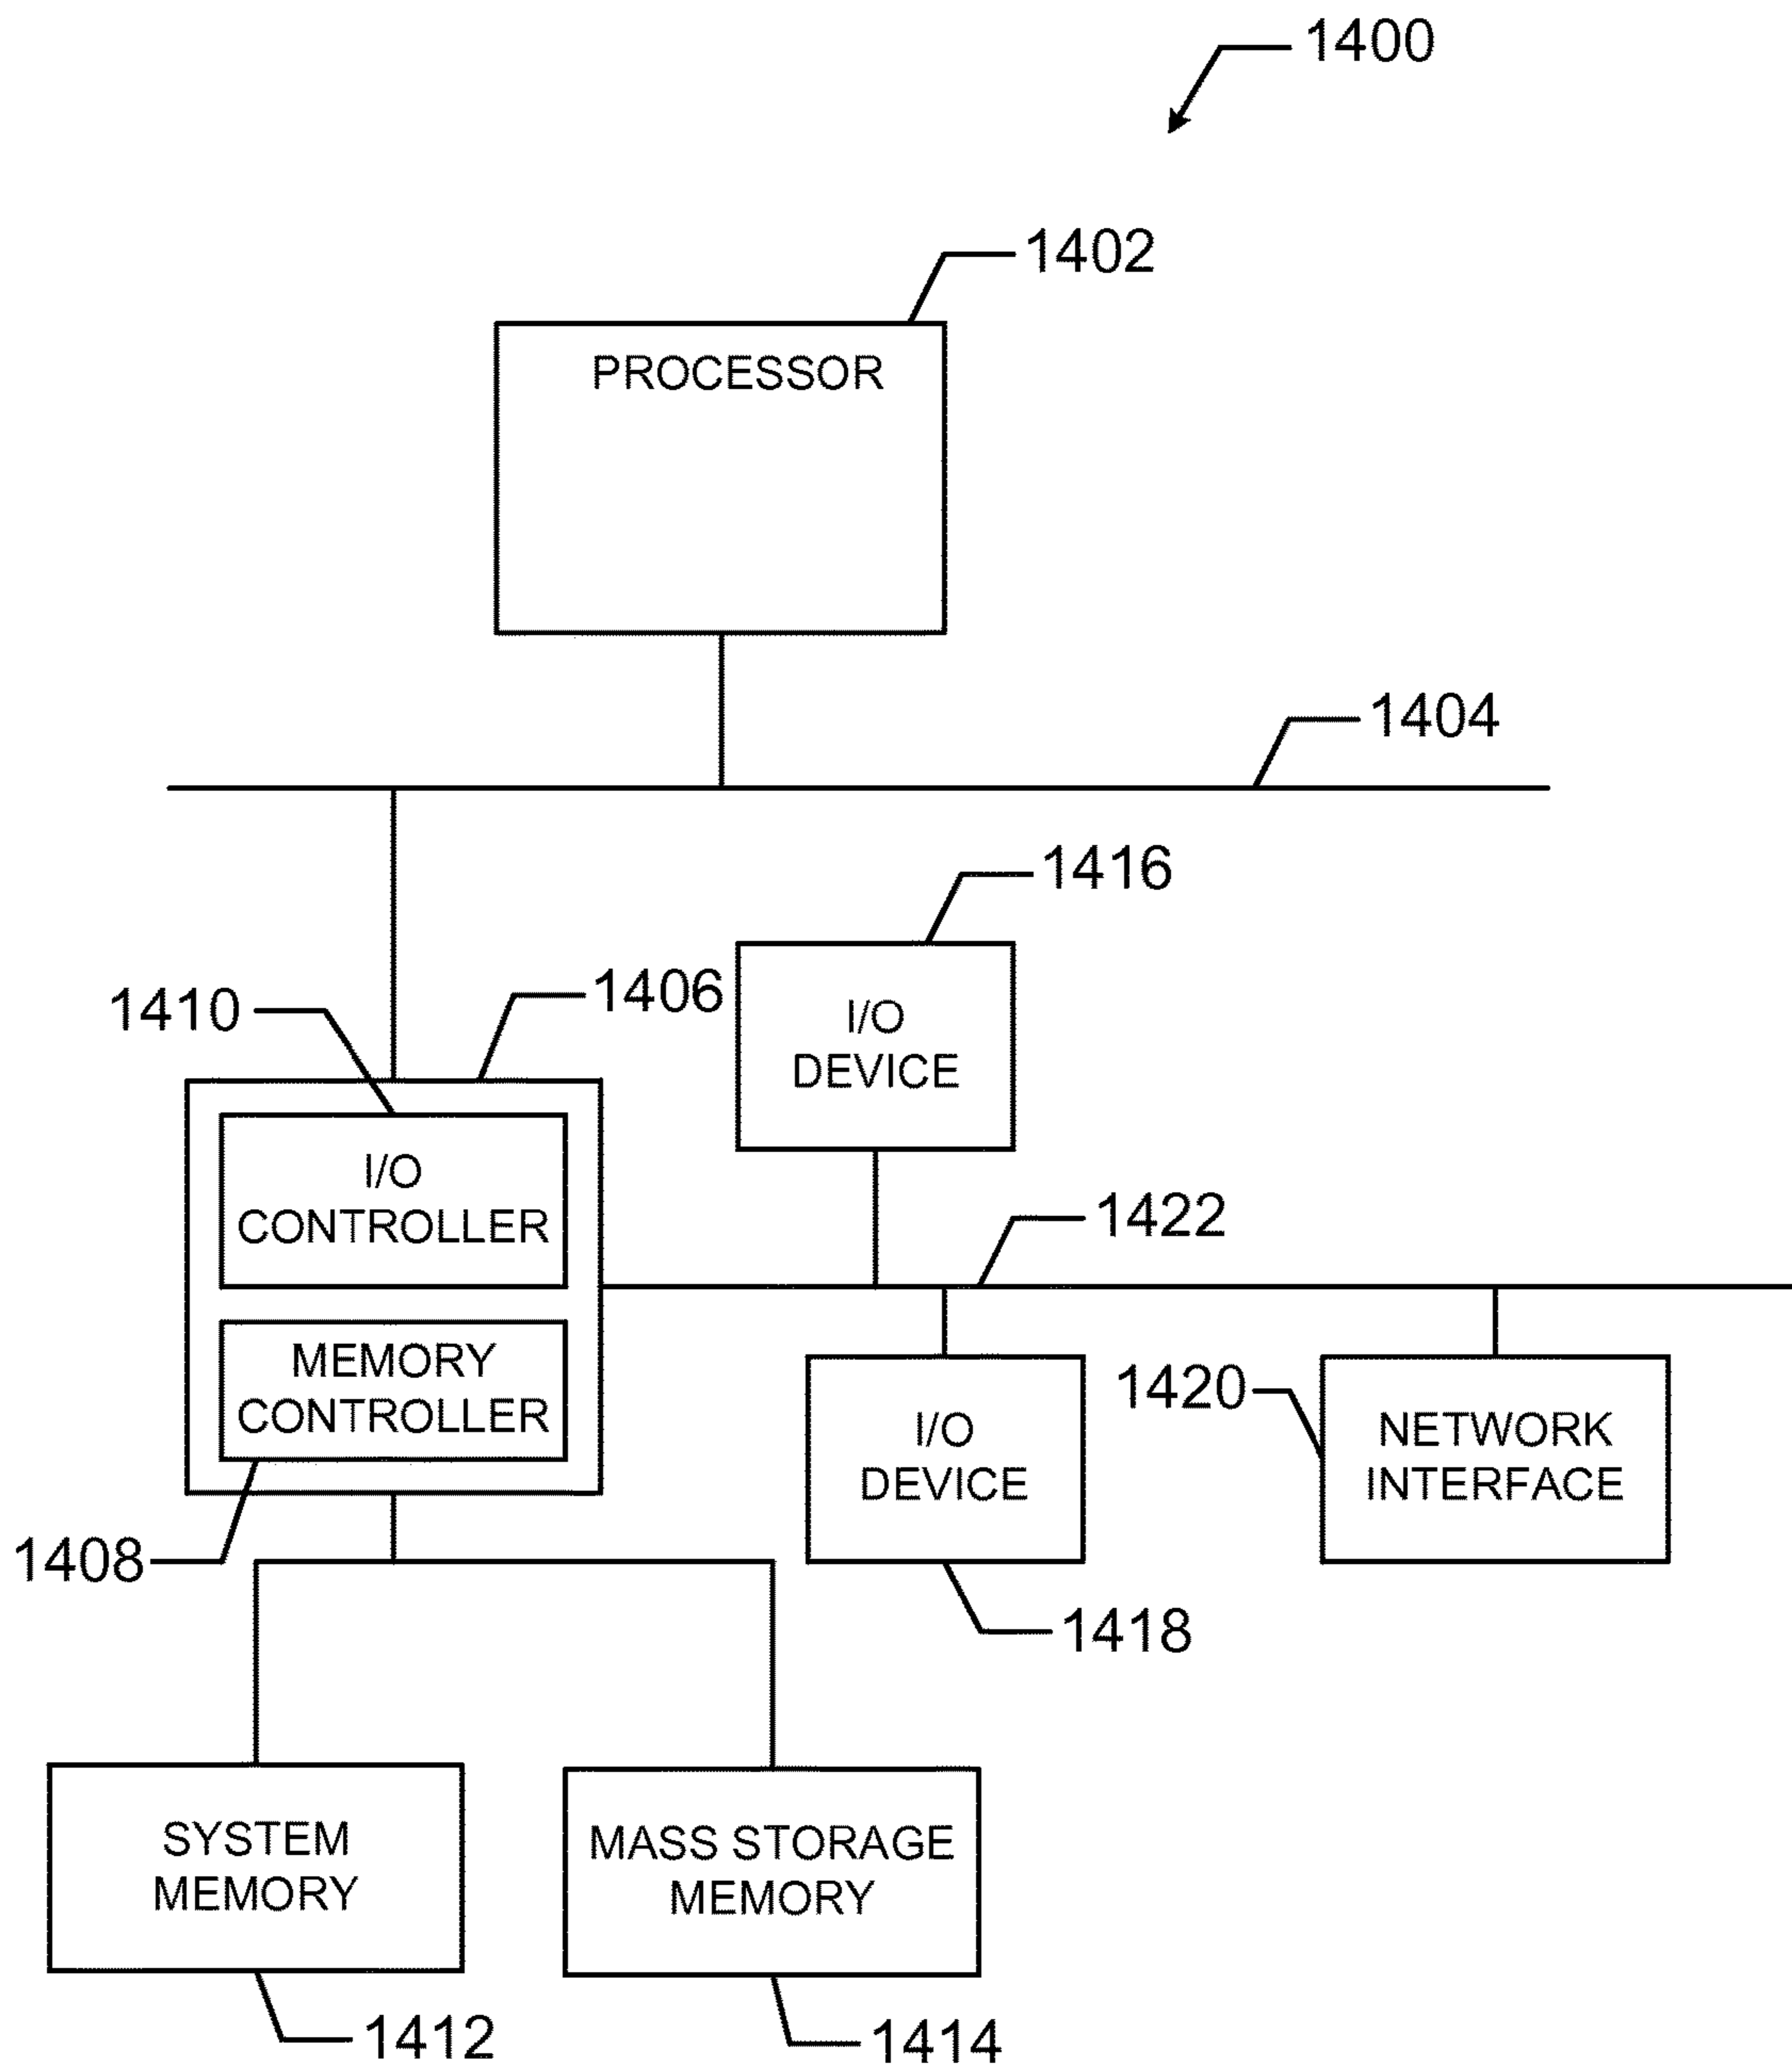 1400
1402
PROCESSOR
1404
1416
1406
1410
I/O
DEVICE
I/O
CONTROLLER
1422
MEMORY
CONTROLLER
1420
I/O
DEVICE
NETWORK
INTERFACE
1408
1418
SYSTEM
MEMORY
MASS STORAGE
MEMORY
1412
1414